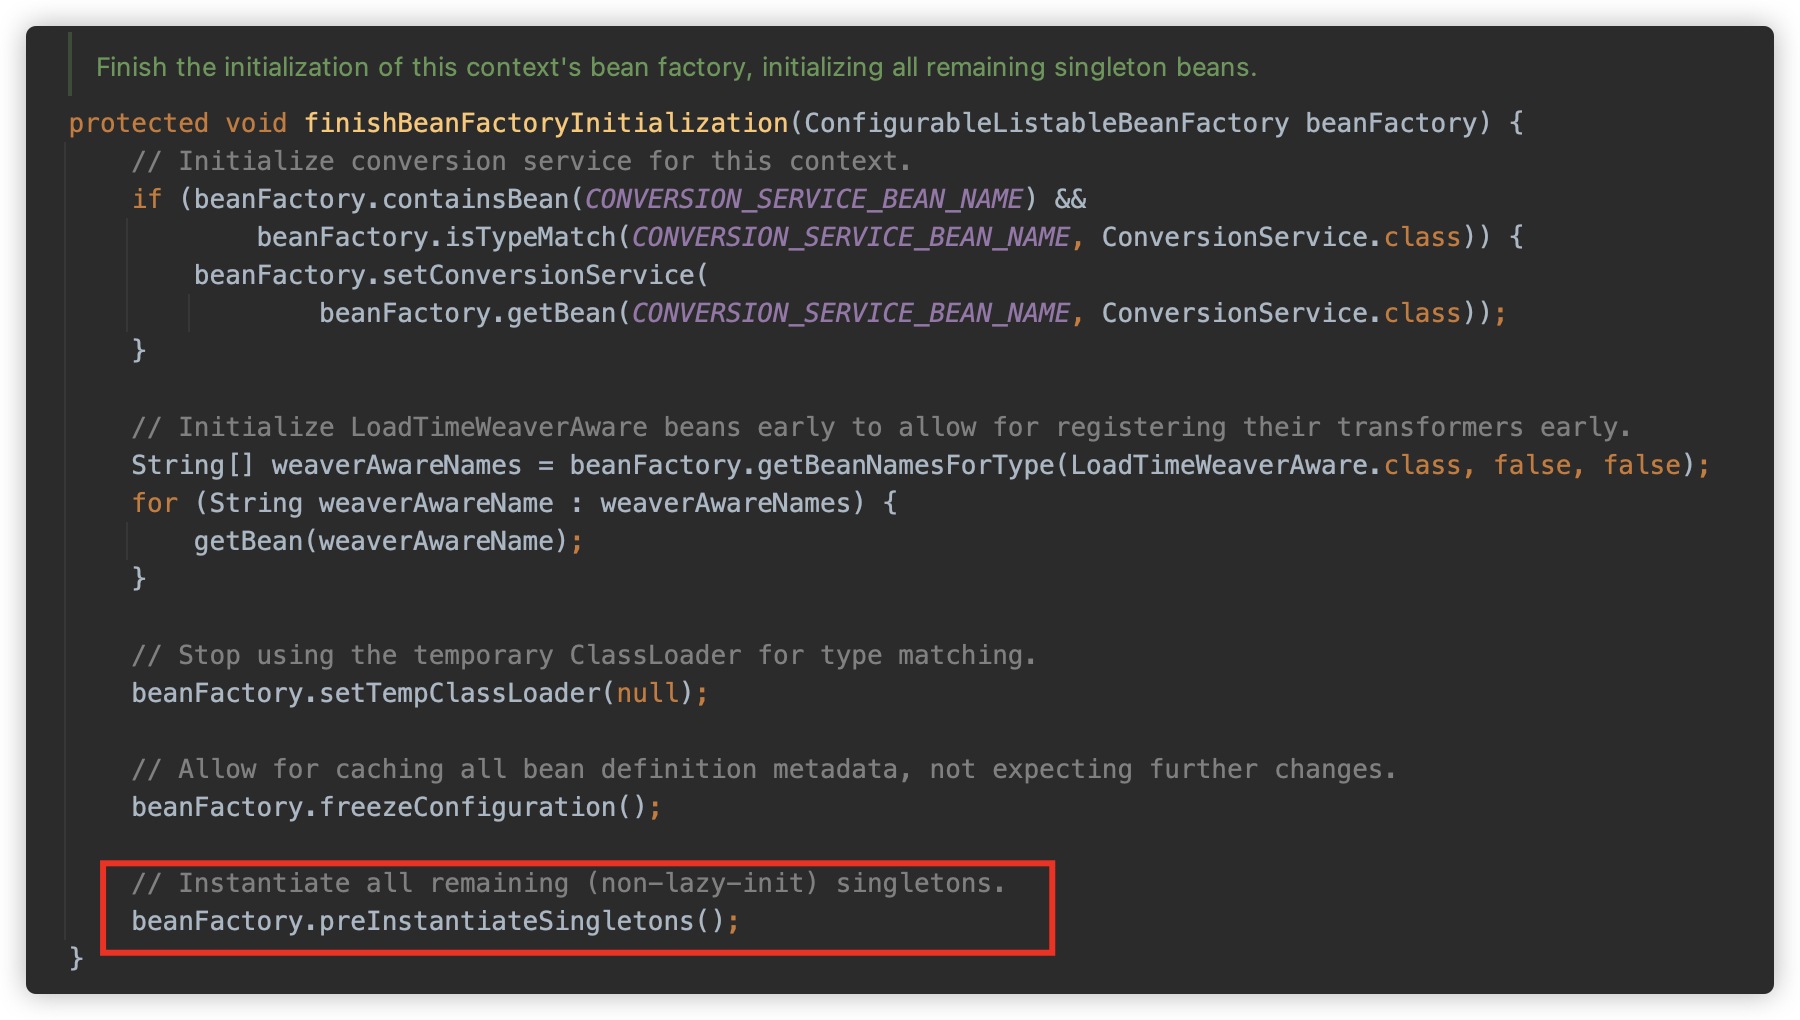 Finish the initialization of this context's bean factory, initializing all remaining singleton beans.
protected void finishBeanFactoryInitialization(ConfigurableListableBeanFactory beanFactory) {
// Initialize conversion service for this context.
if (beanFactory.containsBean(CONVERSION_SERVICE_BEAN_NAME) &&
beanFactory.isTypeMatch(CONVERSION_SERVICE_BEAN_NAME, ConversionService.class)) {
beanFactory.setConversionService(
beanFactory.getBean(CONVERSION_SERVICE_BEAN_NAME, ConversionService.class));
}
// Initialize LoadTimeWeaverAware beans early to allow for registering their transformers early.
String[] weaverAwareNames = beanFactory.getBeanNamesForType(LoadTimeWeaverAware.class, false, false);
for (String weaverAwareName : weaverAwareNames) {
getBean(weaverAwareName);
}
// Stop using the temporary ClassLoader for type matching.
beanFactory.setTempClassLoader(null);
// Allow for caching all bean definition metadata, not expecting further changes.
beanFactory.freezeConfiguration();
// Instantiate all remaining (non-lazy-init) singletons.
beanFactory.preInstantiateSingletons();
}